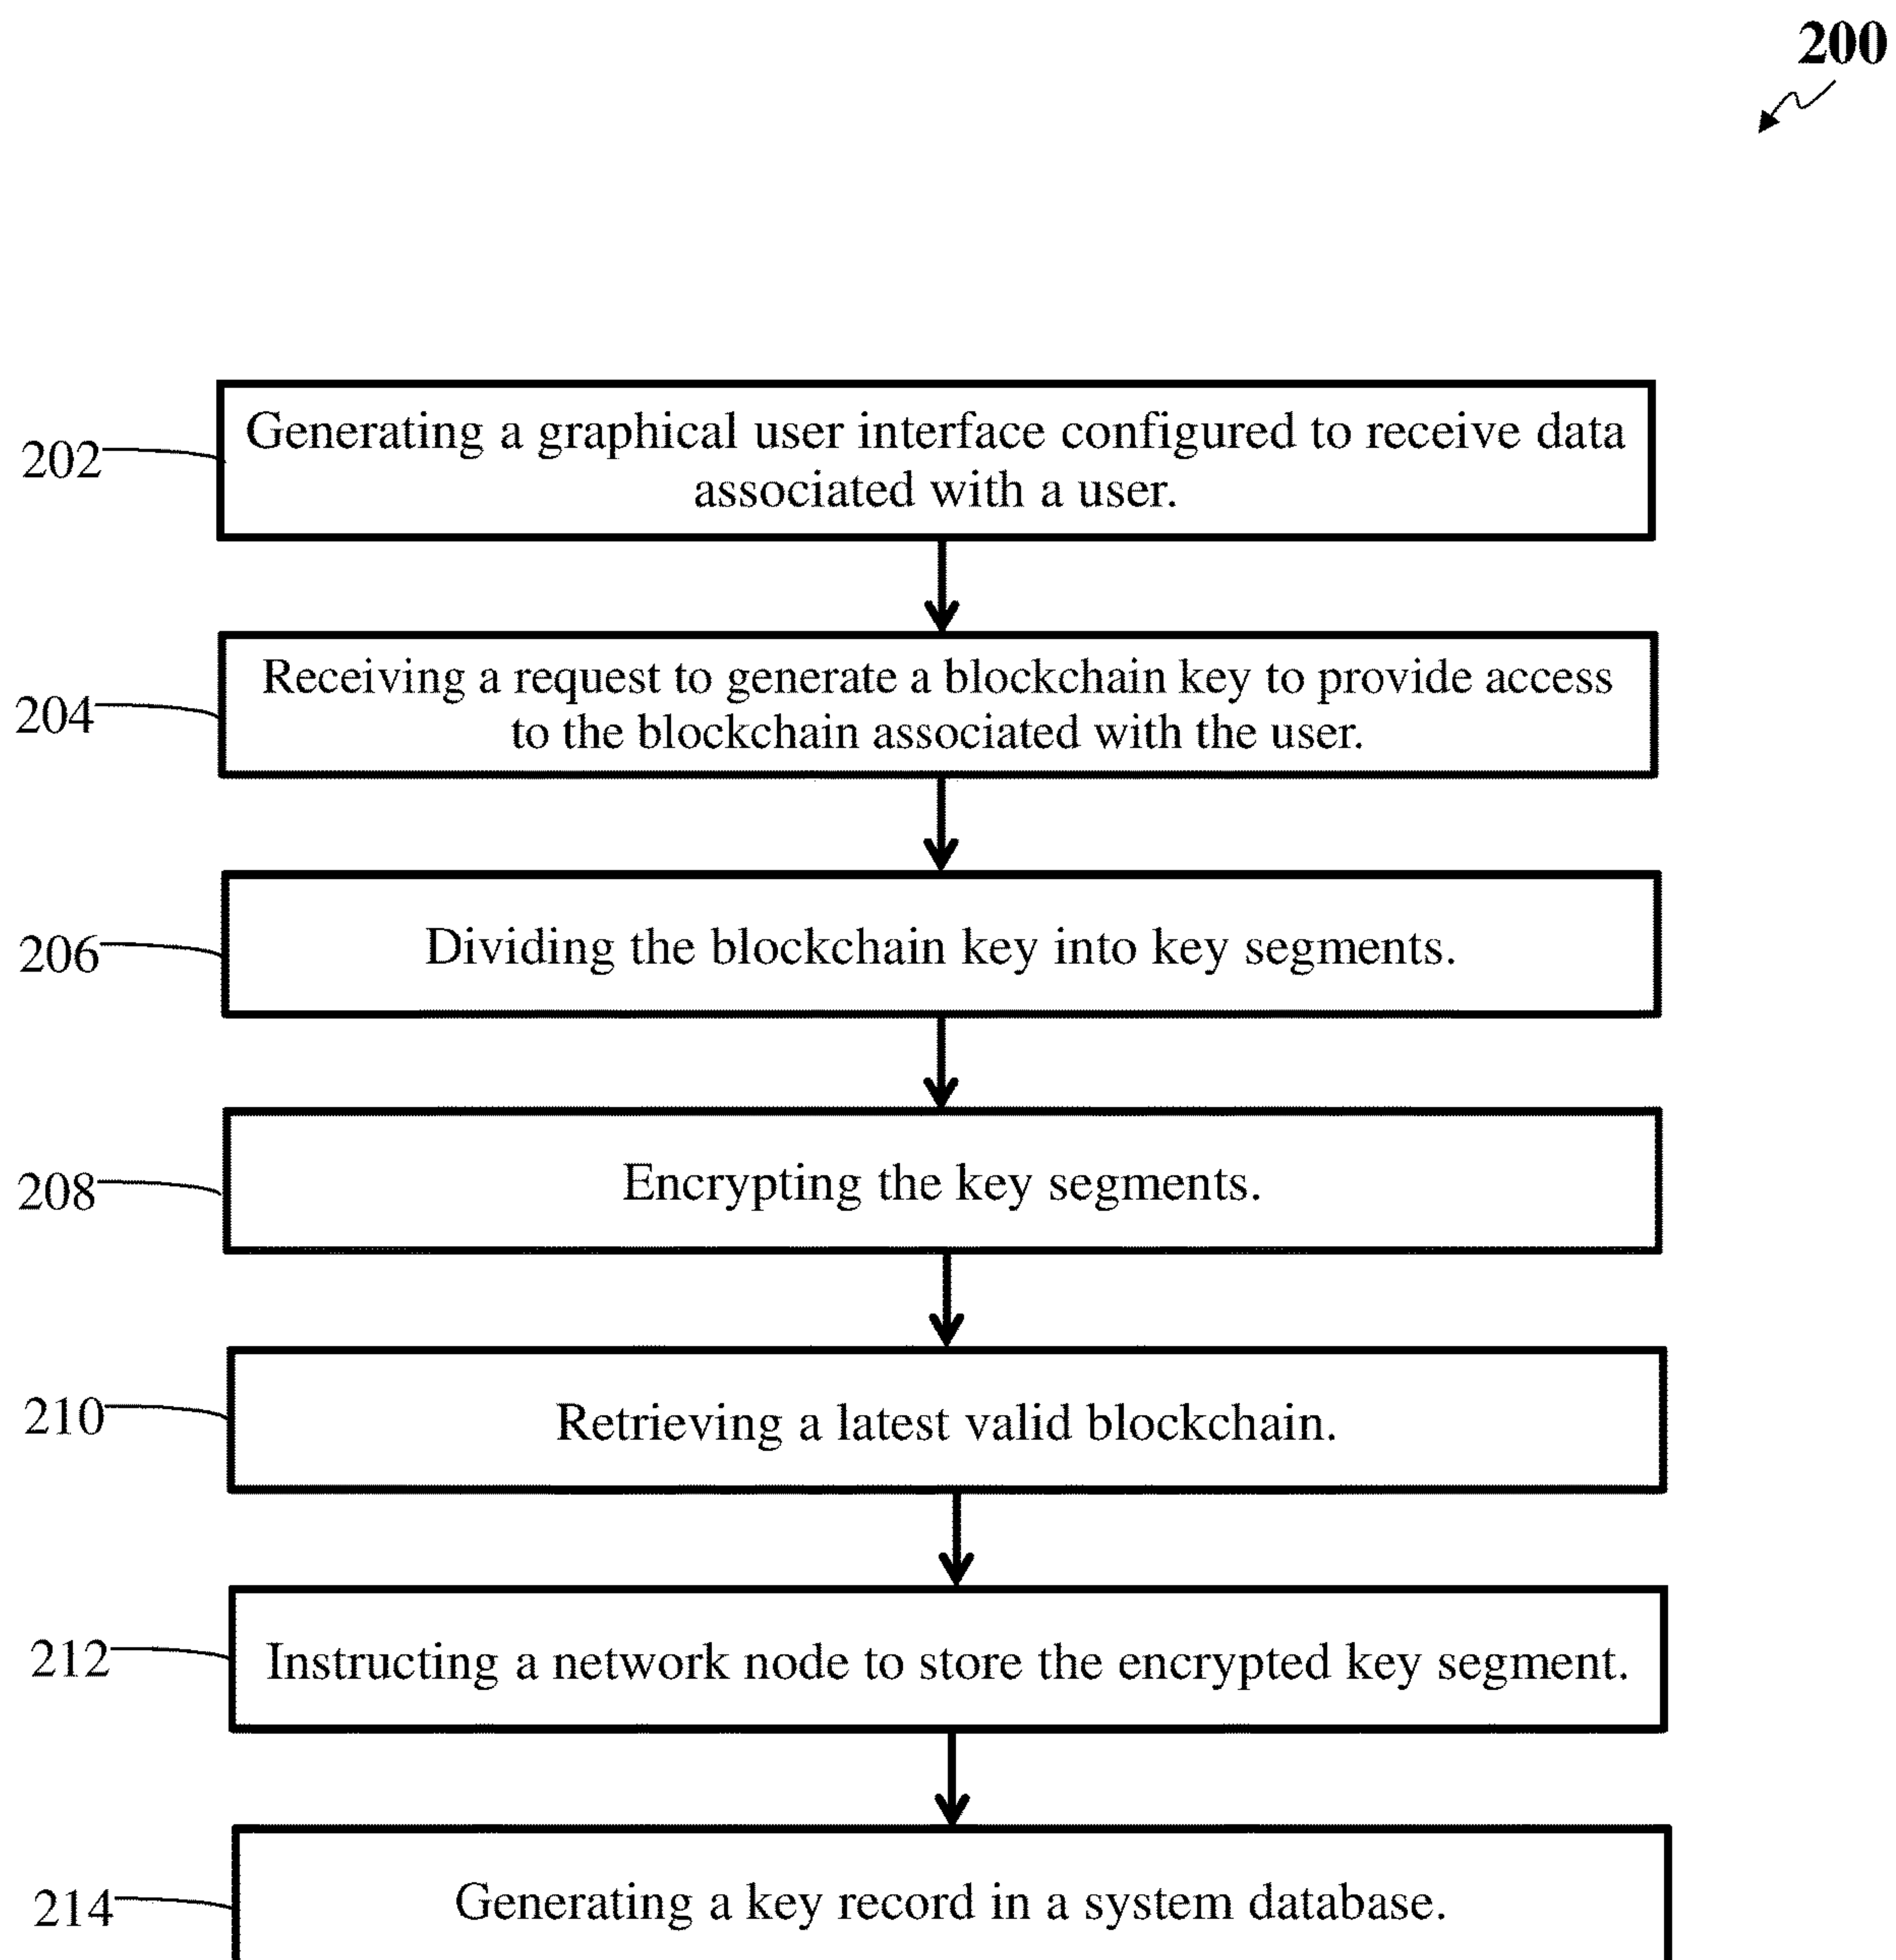 200
202
Generating a graphical user interface configured to receive data
associated with a user.
204
Receiving a request to generate a blockchain key to provide access
to the blockchain associated with the user.
206
Dividing the blockchain key into key segments.
208
Encrypting the key segments.
210
Retrieving a latest valid blockchain.
212
Instructing a network node to store the encrypted key segment.
214
Generating a key record in a system database.